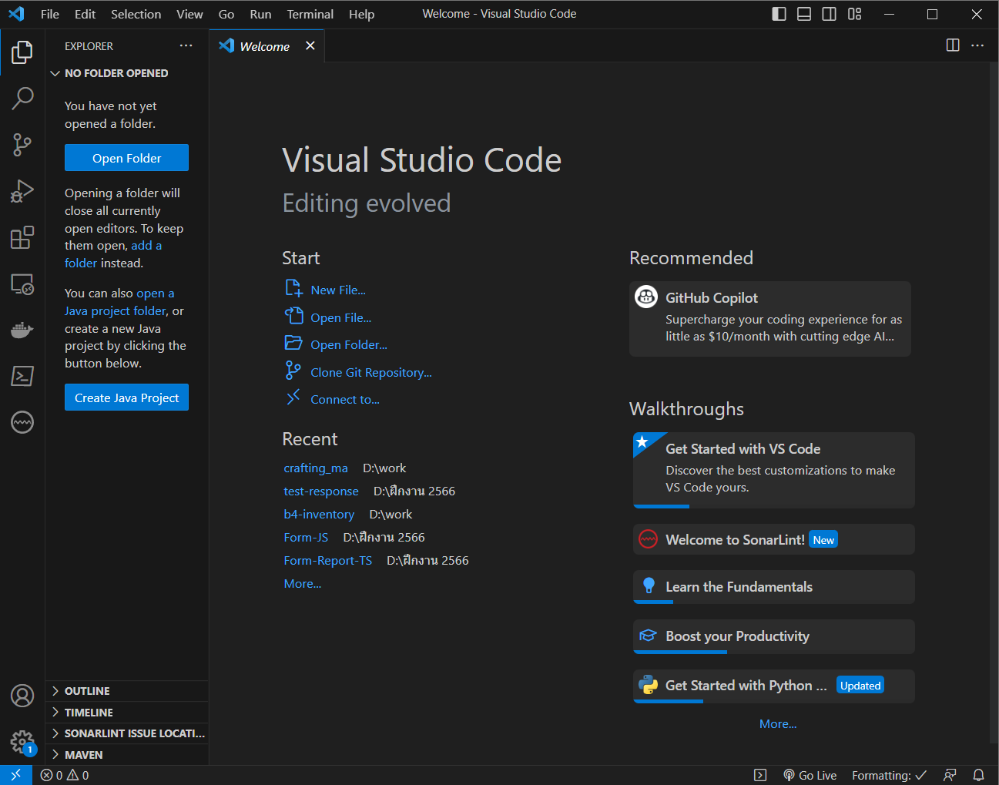 File Edit Selection View Go Run Terminal Help
Welcome - Visual Studio Code
EXPLORER
Welcome
NO FOLDER OPENED
You have not yet
opened a folder.
Open Folder
Opening a folder will
close all currently
open editors. To keep
them open, add a
folder instead.
You can also open a
Java project folder, or
create a new Java
project by clicking the
button below.
Create Java Project
OUTLINE
TIMELINE
SONARLINT ISSUE LOCATI...
MAVEN
Visual Studio Code
Editing evolved
Start
New File...
Open File...
Open Folder...
Clone Git Repository...
Connect to...
Recent
crafting_ma D:\work
test-response D:\ฝึกงาน 2566
b4-inventory D:\work
Form-JS D:\ฝึกงาน 2566
Form-Report-TS D:\ฝึกงาน 2566
More...
Recommended
GitHub Copilot
Supercharge your coding experience for as
little as $10/month with cutting edge AI...
Walkthroughs
Get Started with VS Code
Discover the best customizations to make
VS Code yours.
Welcome to SonarLint! New
Learn the Fundamentals
Boost your Productivity
Get Started with Python ... Updated
More...
1
0 0
Go Live
Formatting: